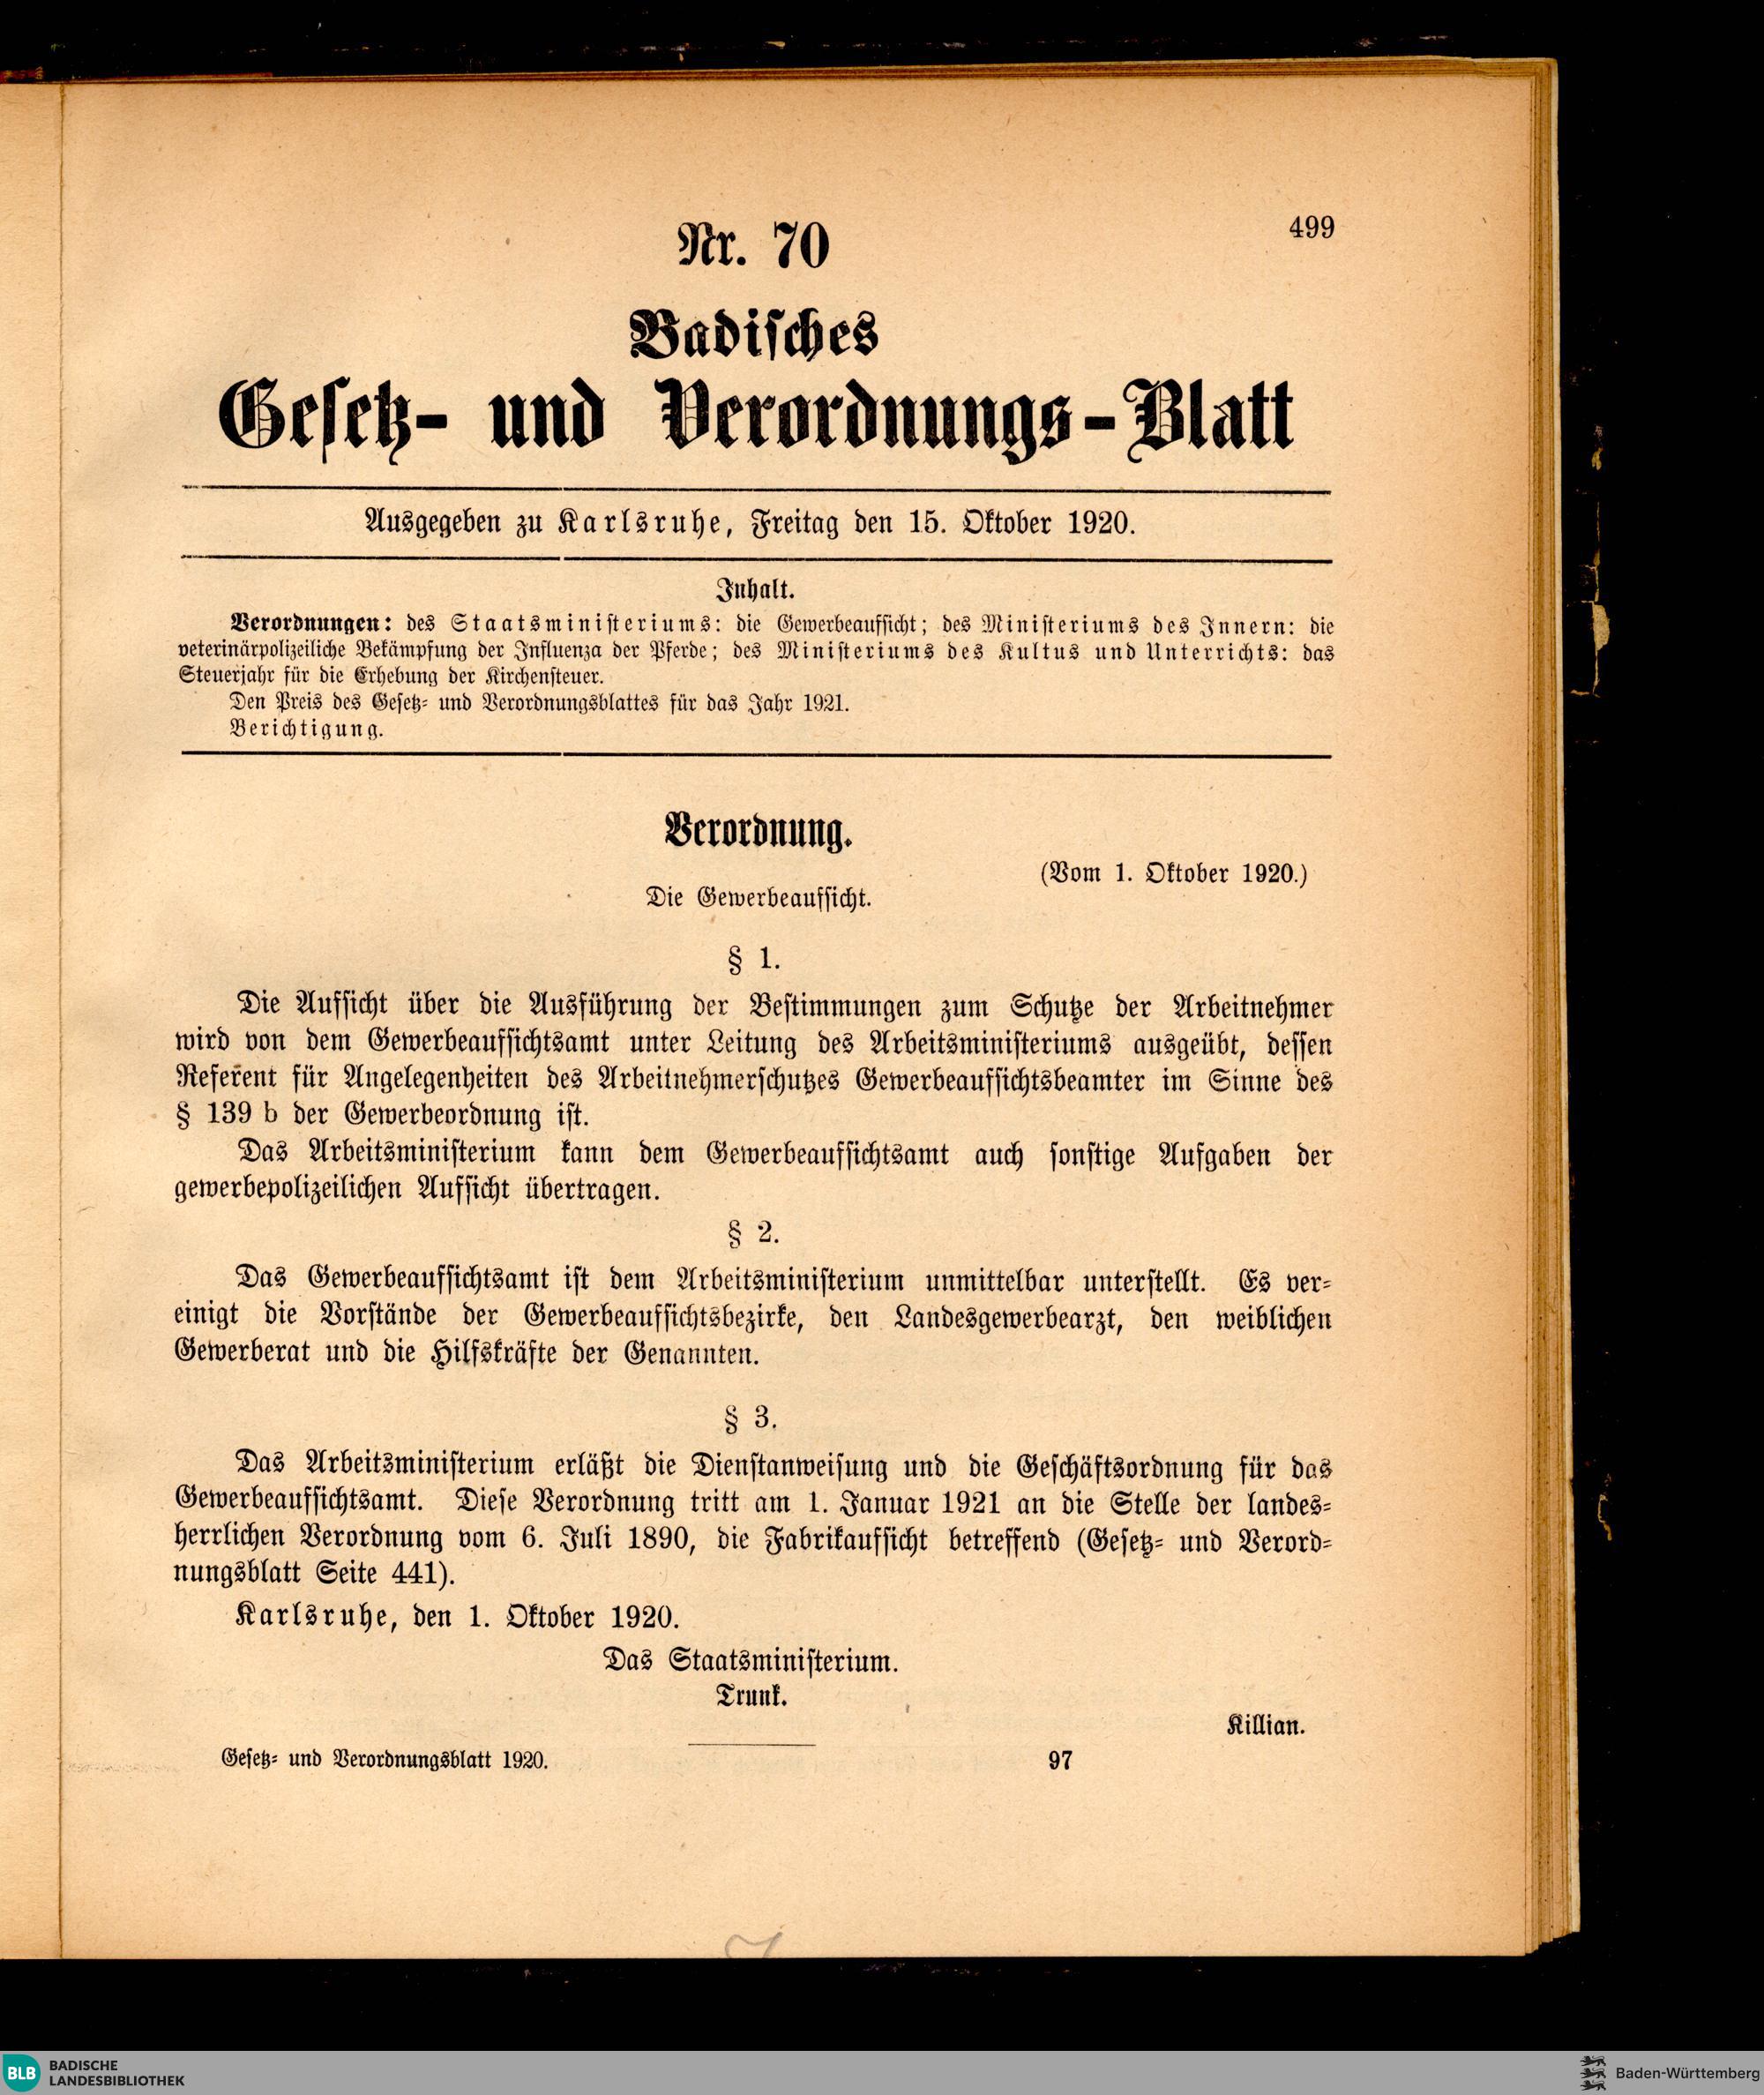 499
Nr. 70
Badisches
Gesetz- und Verordnungs-Blatt
Ausgegeben zu Karlsruhe, Freitag den 15. Oktober 1920.
Inhalt.
Verordnungen: des Staatsministeriums: die Gewerbeaufsicht; des Ministeriums des Innern: die
veterinärpolizeiliche Bekämpfung der Influenza der Pferde; des Ministeriums des Kultus und Unterrichts: das
Steuerjahr für die Erhebung der Kirchensteuer.
Den Preis des Gesetz- und Verordnungsblattes für das Jahr 1921.
Berichtigung.
Verordnung.
(Vom 1. Oktober 1920.)
Die Gewerbeaufsicht.
§ 1.
Die Aufsicht über die Ausführung der Bestimmungen zum Schutze der Arbeitnehmer
wird von dem Gewerbeaufsichtsamt unter Leitung des Arbeitsministeriums ausgeübt, dessen
Referent für Angelegenheiten des Arbeitnehmerschutzes Gewerbeaufsichtsbeamter im Sinne des
§ 139 b der Gewerbeordnung ist.
Das Arbeitsministerium kann dem Gewerbeaufsichtsamt auch sonstige Aufgaben der
gewerbepolizeilichen Aufsicht übertragen.
§ 2.
Das Gewerbeaufsichtsamt ist dem Arbeitsministerium unmittelbar unterstellt. Es ver-
einigt die Vorstände der Gewerbeaufsichtsbezirke, den Landesgewerbearzt, den weiblichen
Gewerberat und die Hilfskräfte der Genannten.
§ 3.
Das Arbeitsministerium erläßt die Dienstanweisung und die Geschäftsordnung für das
Gewerbeaufsichtsamt. Diese Verordnung tritt am 1. Januar 1921 an die Stelle der landes-
herrlichen Verordnung vom 6. Juli 1890, die Fabrikaufsicht betreffend (Gesetz- und Verord-
nungsblatt Seite 441).
Karlsruhe, den 1. Oktober 1920.
Das Staatsministerium.
Trunk.
Killian.
Gesetz- und Verordnungsblatt 1920.
97
BLB BADISCHE
LANDESBIBLIOTHEK
Baden-Württemberg